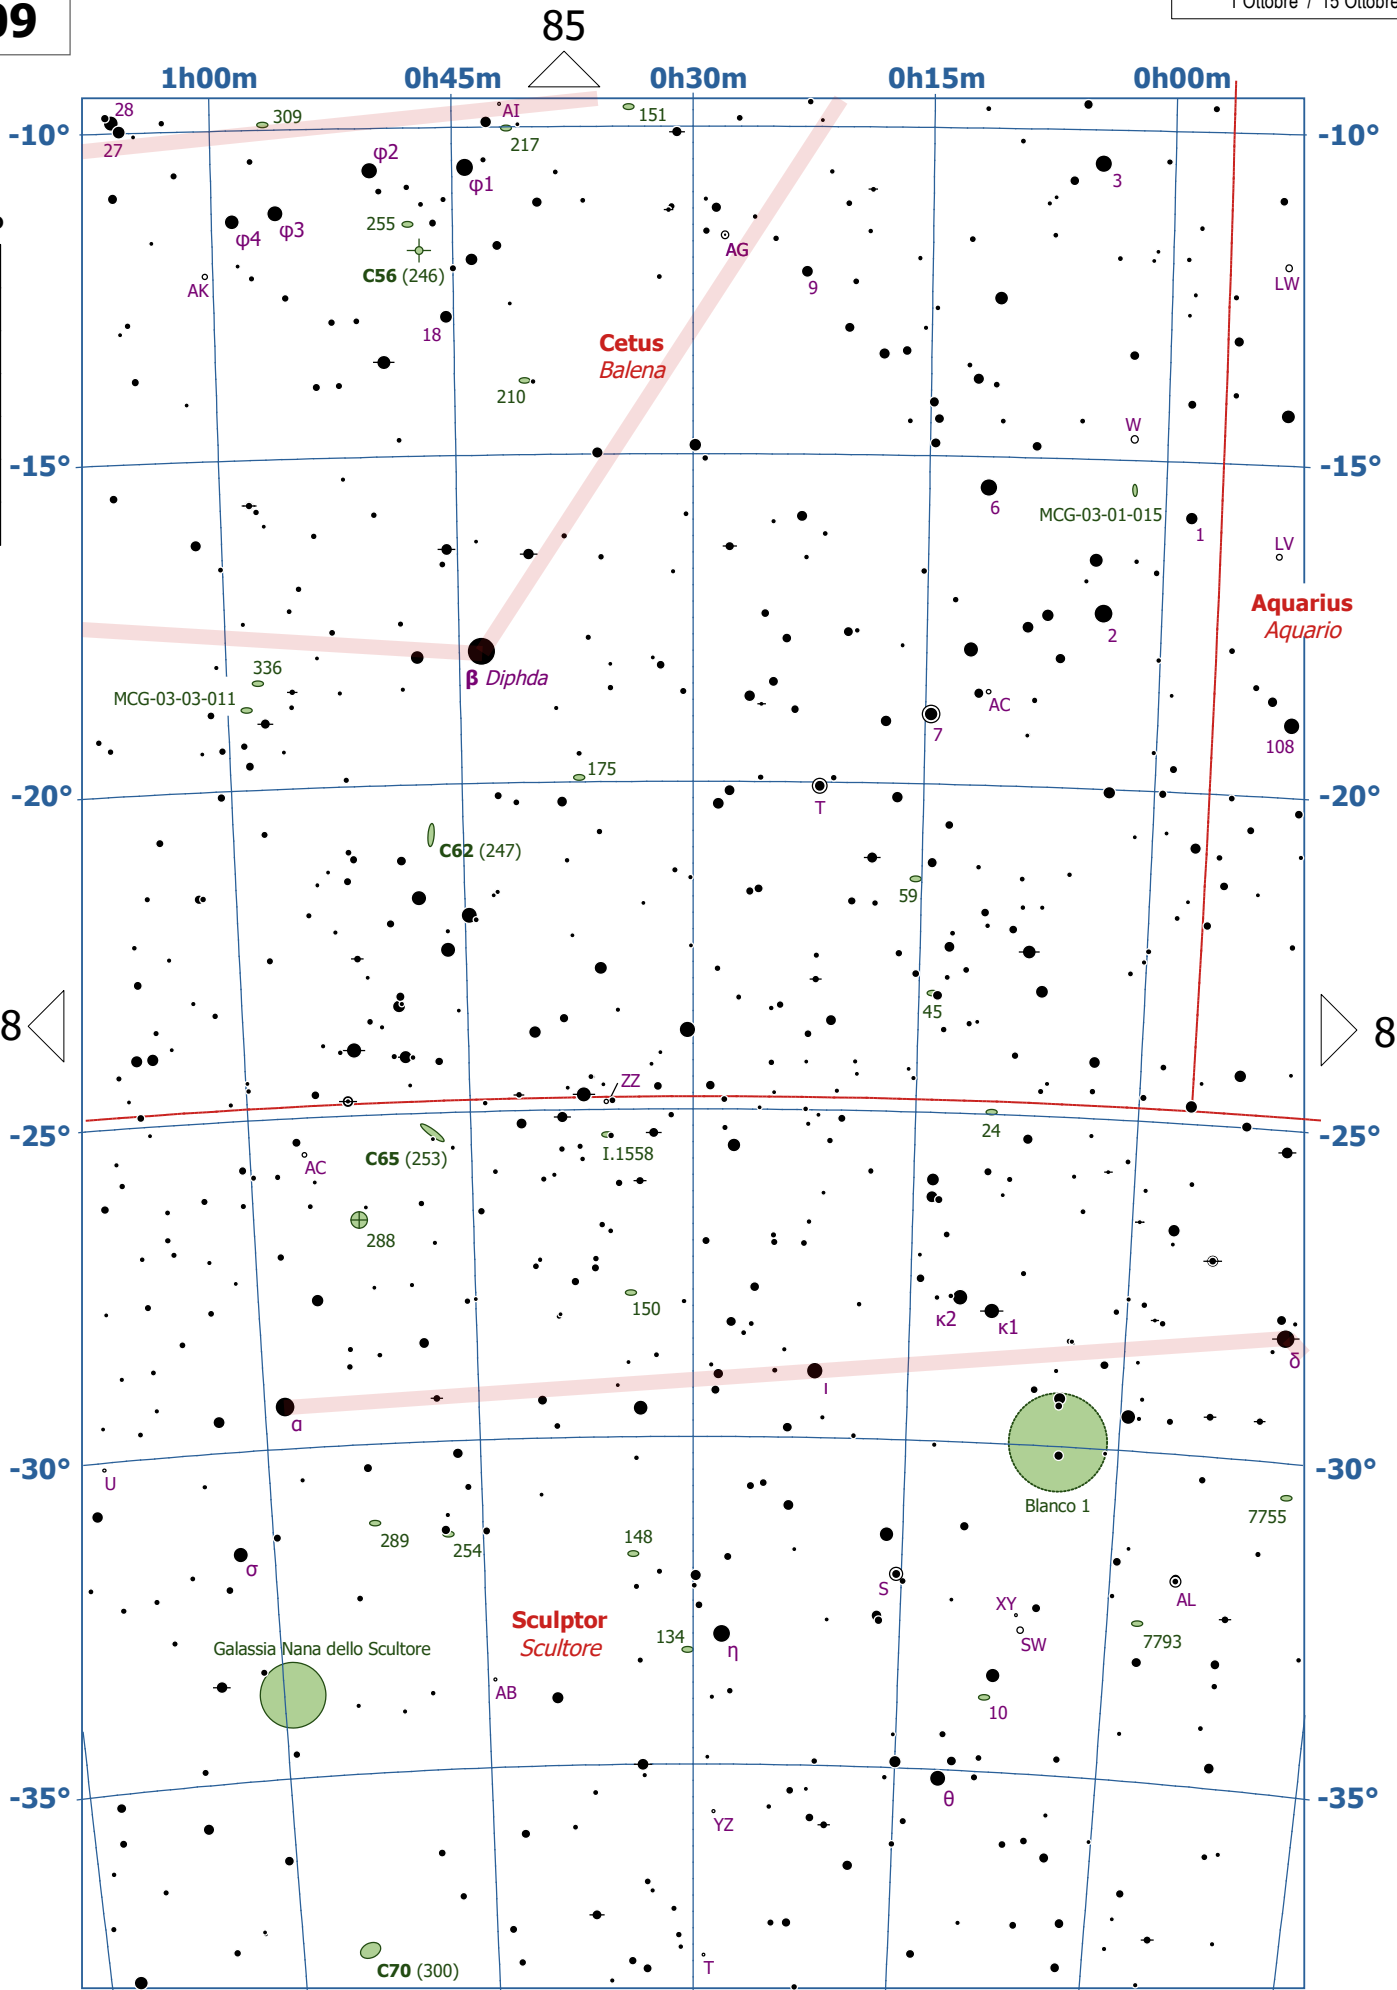 09
1 Ottobre / 15 Ottobre
85
1h00m 0h45m 0h30m 0h15m 0h00m
28 309 AI 151
-10° -10°
27 217
φ2
φ1 3
255 φ4 φ3
AG
C56 (246)
AK 9 LW
18
Cetus
Balena
210
W
-15° -15°
6 MCG-03-01-015
1
LV
Aquarius
Aquario
2
336
β Diphda
MCG-03-03-011
AC
7
108
175
-20° -20°
T
C62 (247)
59
45
8 8
ZZ
24
-25° -25°
C65 (253)
I.1558
AC
288
150
κ2 κ1
δ
ι
α
-30° -30°
U
Blanco 1
7755
289 254 148
σ
S
XY
AL
Sculptor
Scultore
SW
134
7793
Galassia Nana dello Scultore
η
AB
10
-35° -35°
θ
YZ
C70 (300)
T